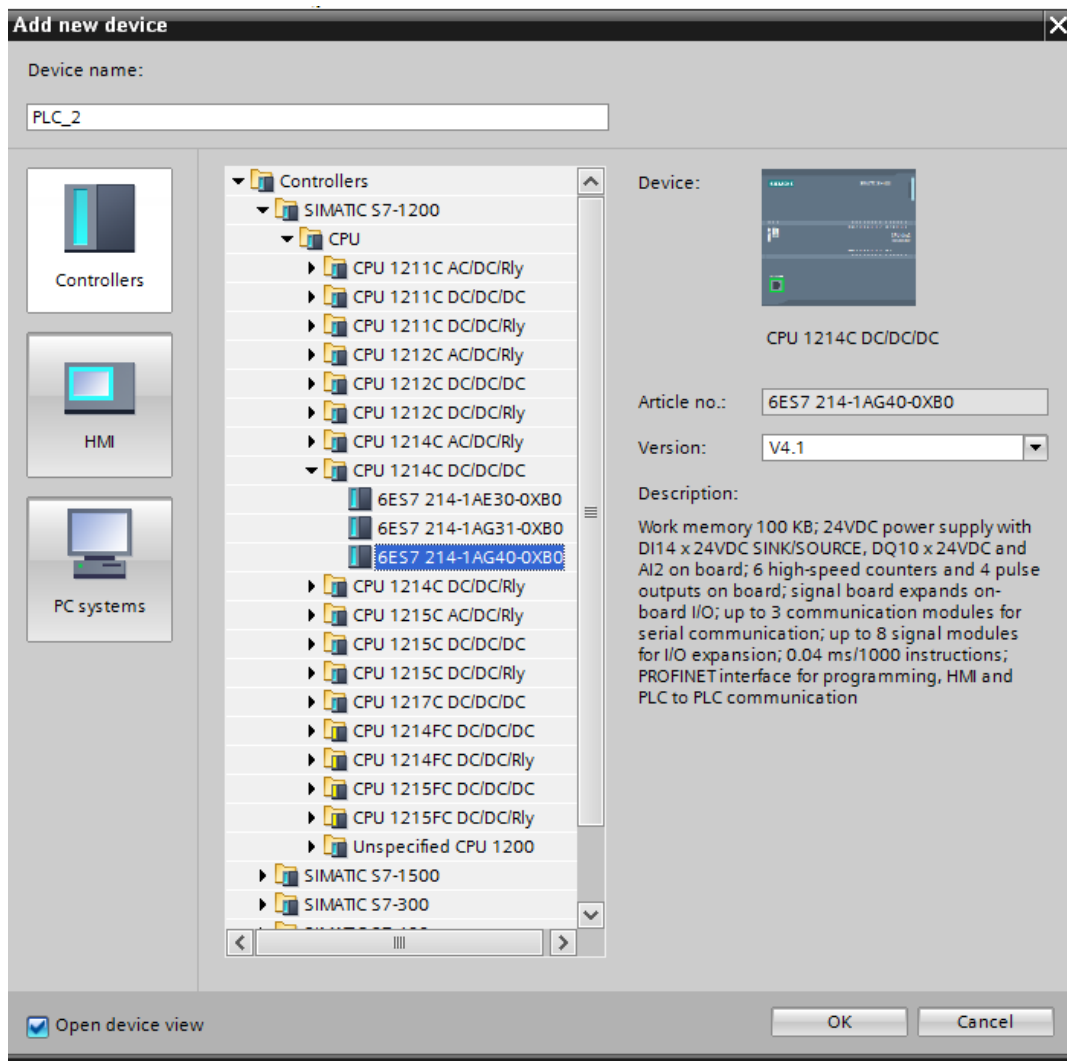 Add new device
Device name:
PLC_2
Controllers
HMI
PC systems
Controllers
SIMATIC S7-1200
CPU
CPU 1211C AC/DC/Rly
CPU 1211C DC/DC/DC
CPU 1211C DC/DC/Rly
CPU 1212C AC/DC/Rly
CPU 1212C DC/DC/DC
CPU 1212C DC/DC/Rly
CPU 1214C AC/DC/Rly
CPU 1214C DC/DC/DC
6ES7 214-1AE30-0XB0
6ES7 214-1AG31-0XB0
6ES7 214-1AG40-0XB0
CPU 1214C DC/DC/Rly
CPU 1215C AC/DC/Rly
CPU 1215C DC/DC/DC
CPU 1215C DC/DC/Rly
CPU 1217C DC/DC/DC
CPU 1214FC DC/DC/DC
CPU 1214FC DC/DC/Rly
CPU 1215FC DC/DC/DC
CPU 1215FC DC/DC/Rly
Unspecified CPU 1200
SIMATIC S7-1500
SIMATIC S7-300
Device:
SIEMENS
CPU 1214C DC/DC/DC
Article no.:
6ES7 214-1AG40-0XB0
Version:
V4.1
Description:
Work memory 100 KB; 24VDC power supply with
DI14 x 24VDC SINK/SOURCE, DQ10 x 24VDC and
AI2 on board; 6 high-speed counters and 4 pulse
outputs on board; signal board expands on-
board I/O; up to 3 communication modules for
serial communication; up to 8 signal modules
for I/O expansion; 0.04 ms/1000 instructions;
PROFINET interface for programming, HMI and
PLC to PLC communication
Open device view
OK
Cancel